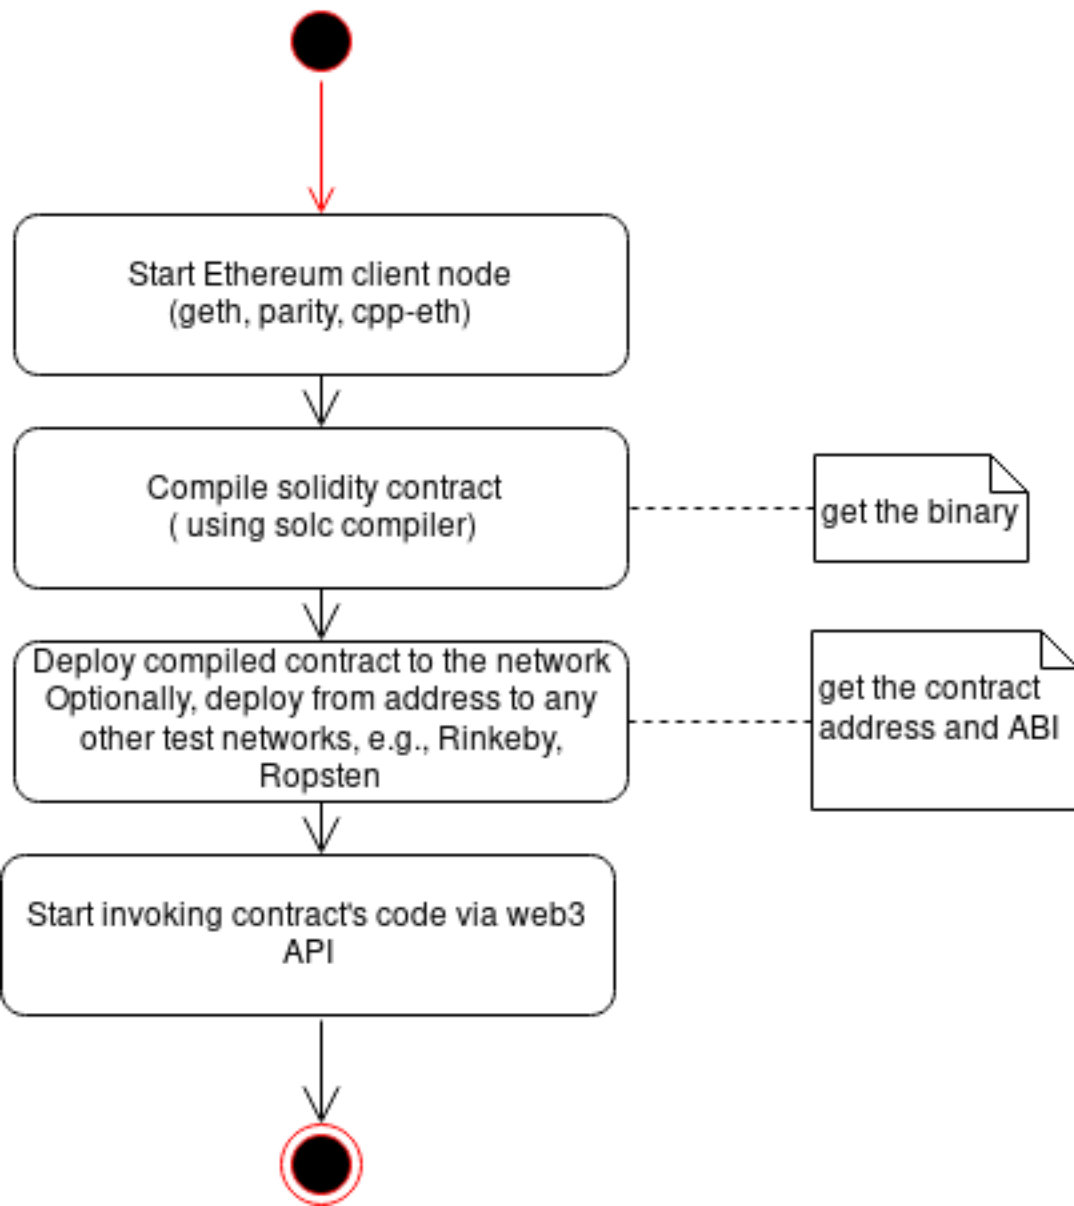 Start Ethereum client node
(geth, parity, cpp-eth)
Compile solidity contract
( using solc compiler)
get the binary
Deploy compiled contract to the network
Optionally, deploy from address to any
other test networks, e.g., Rinkeby,
Ropsten
get the contract
address and ABI
Start invoking contract's code via web3
API